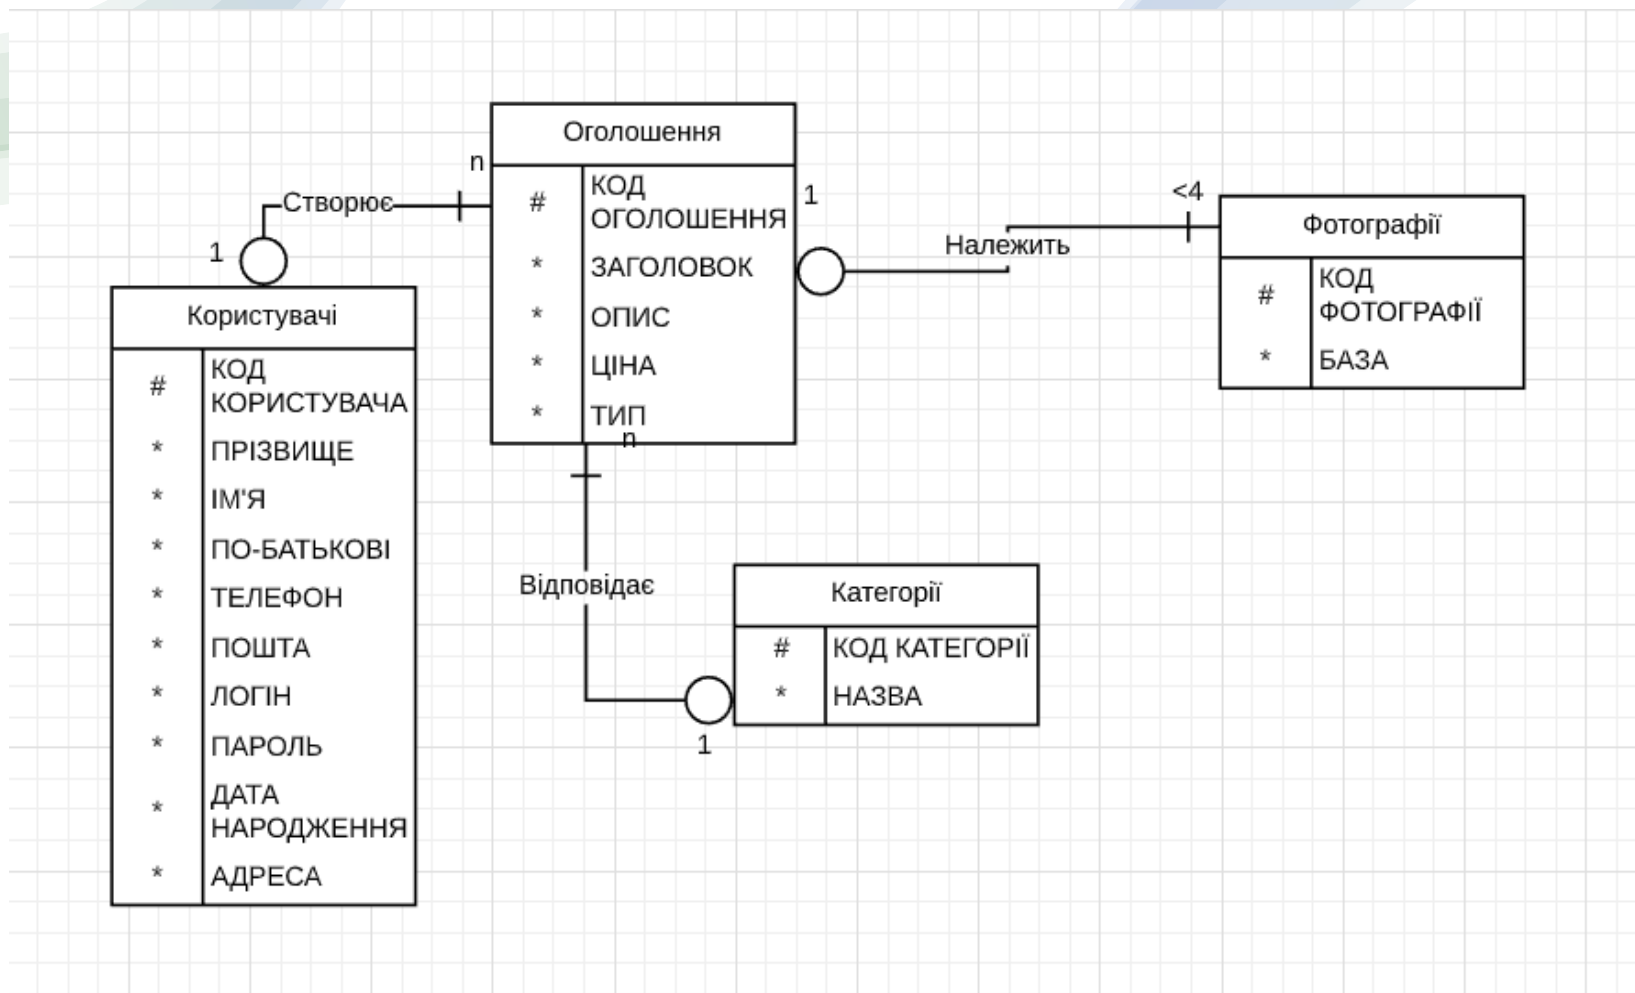 Оголошення
n
# КОД
ОГОЛОШЕННЯ
* ЗАГОЛОВОК
* ОПИС
* ЦІНА
* ТИП
n
1
<4
Належить
Фотографії
# КОД
ФОТОГРАФІЇ
* БАЗА
Створює
1
Користувачі
# КОД
КОРИСТУВАЧА
* ПРІЗВИЩЕ
* ІМ'Я
* ПО-БАТЬКОВІ
* ТЕЛЕФОН
* ПОШТА
* ЛОГІН
* ПАРОЛЬ
* ДАТА
НАРОДЖЕННЯ
* АДРЕСА
Відповідає
Категорії
# КОД КАТЕГОРІЇ
* НАЗВА
1